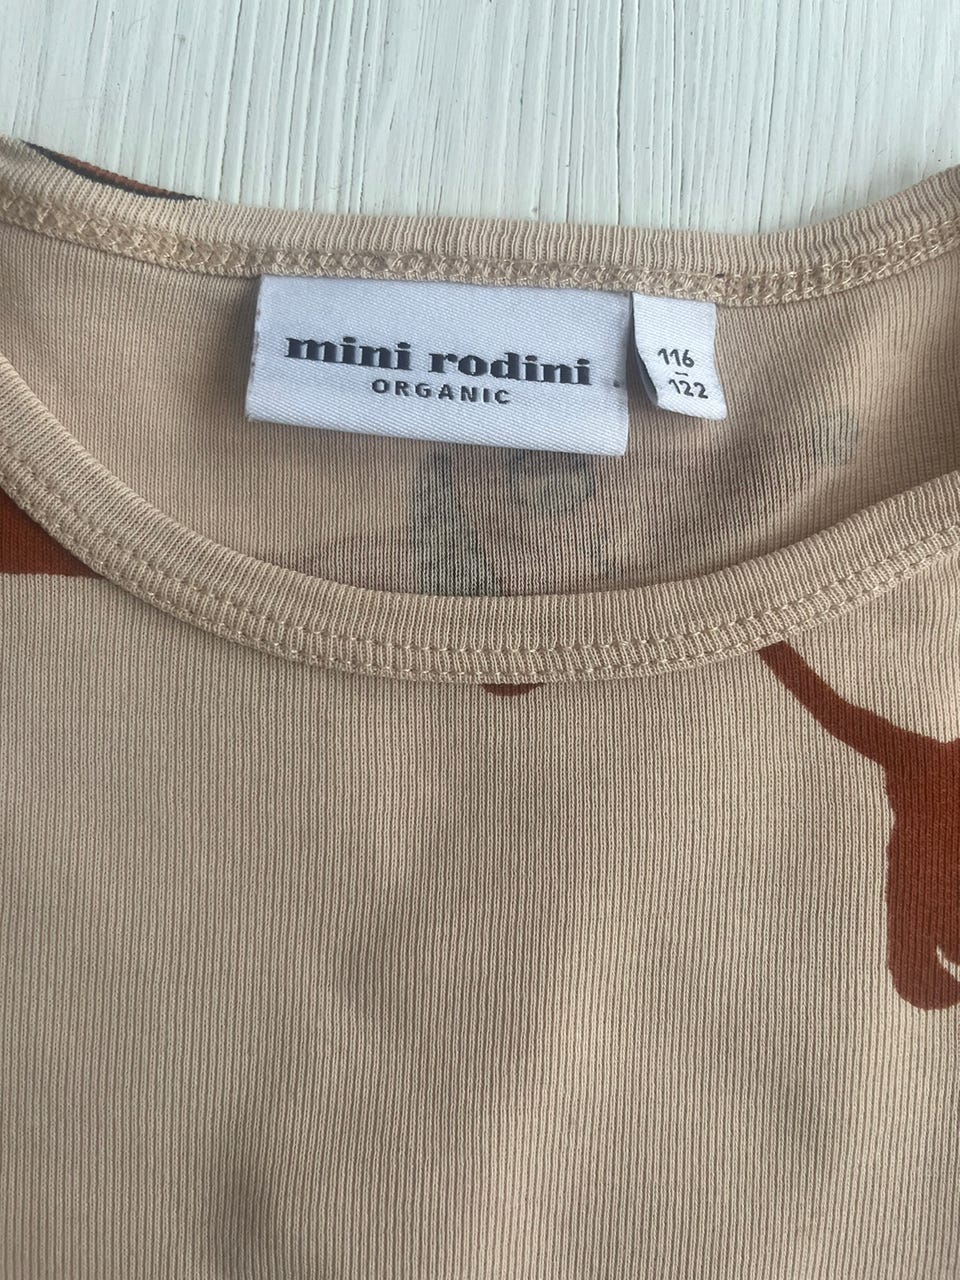 mini rodini
ORGANIC
116
–
122